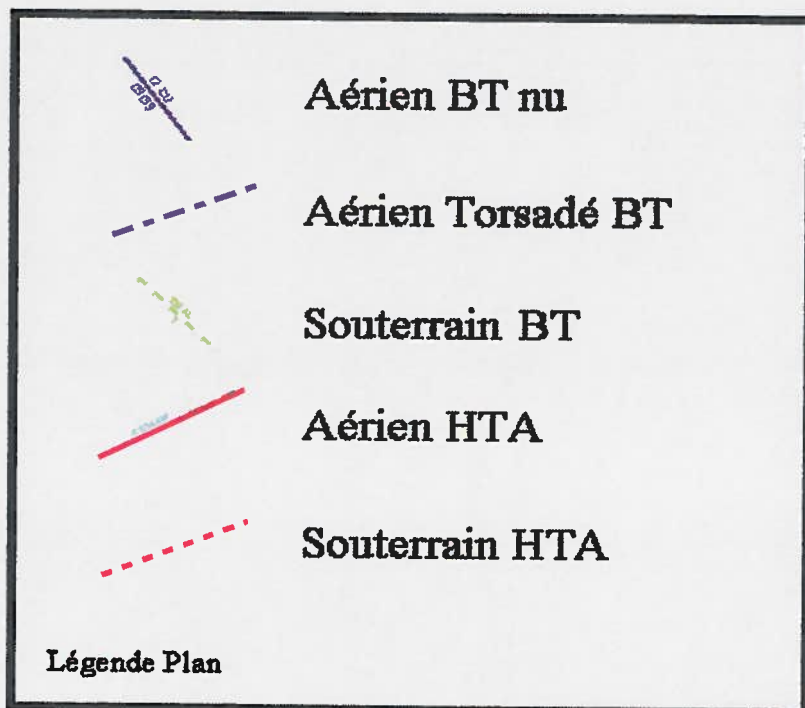 Aérien BT nu
Aérien Torsadé BT
Souterrain BT
Aérien HTA
Souterrain HTA
Légende Plan